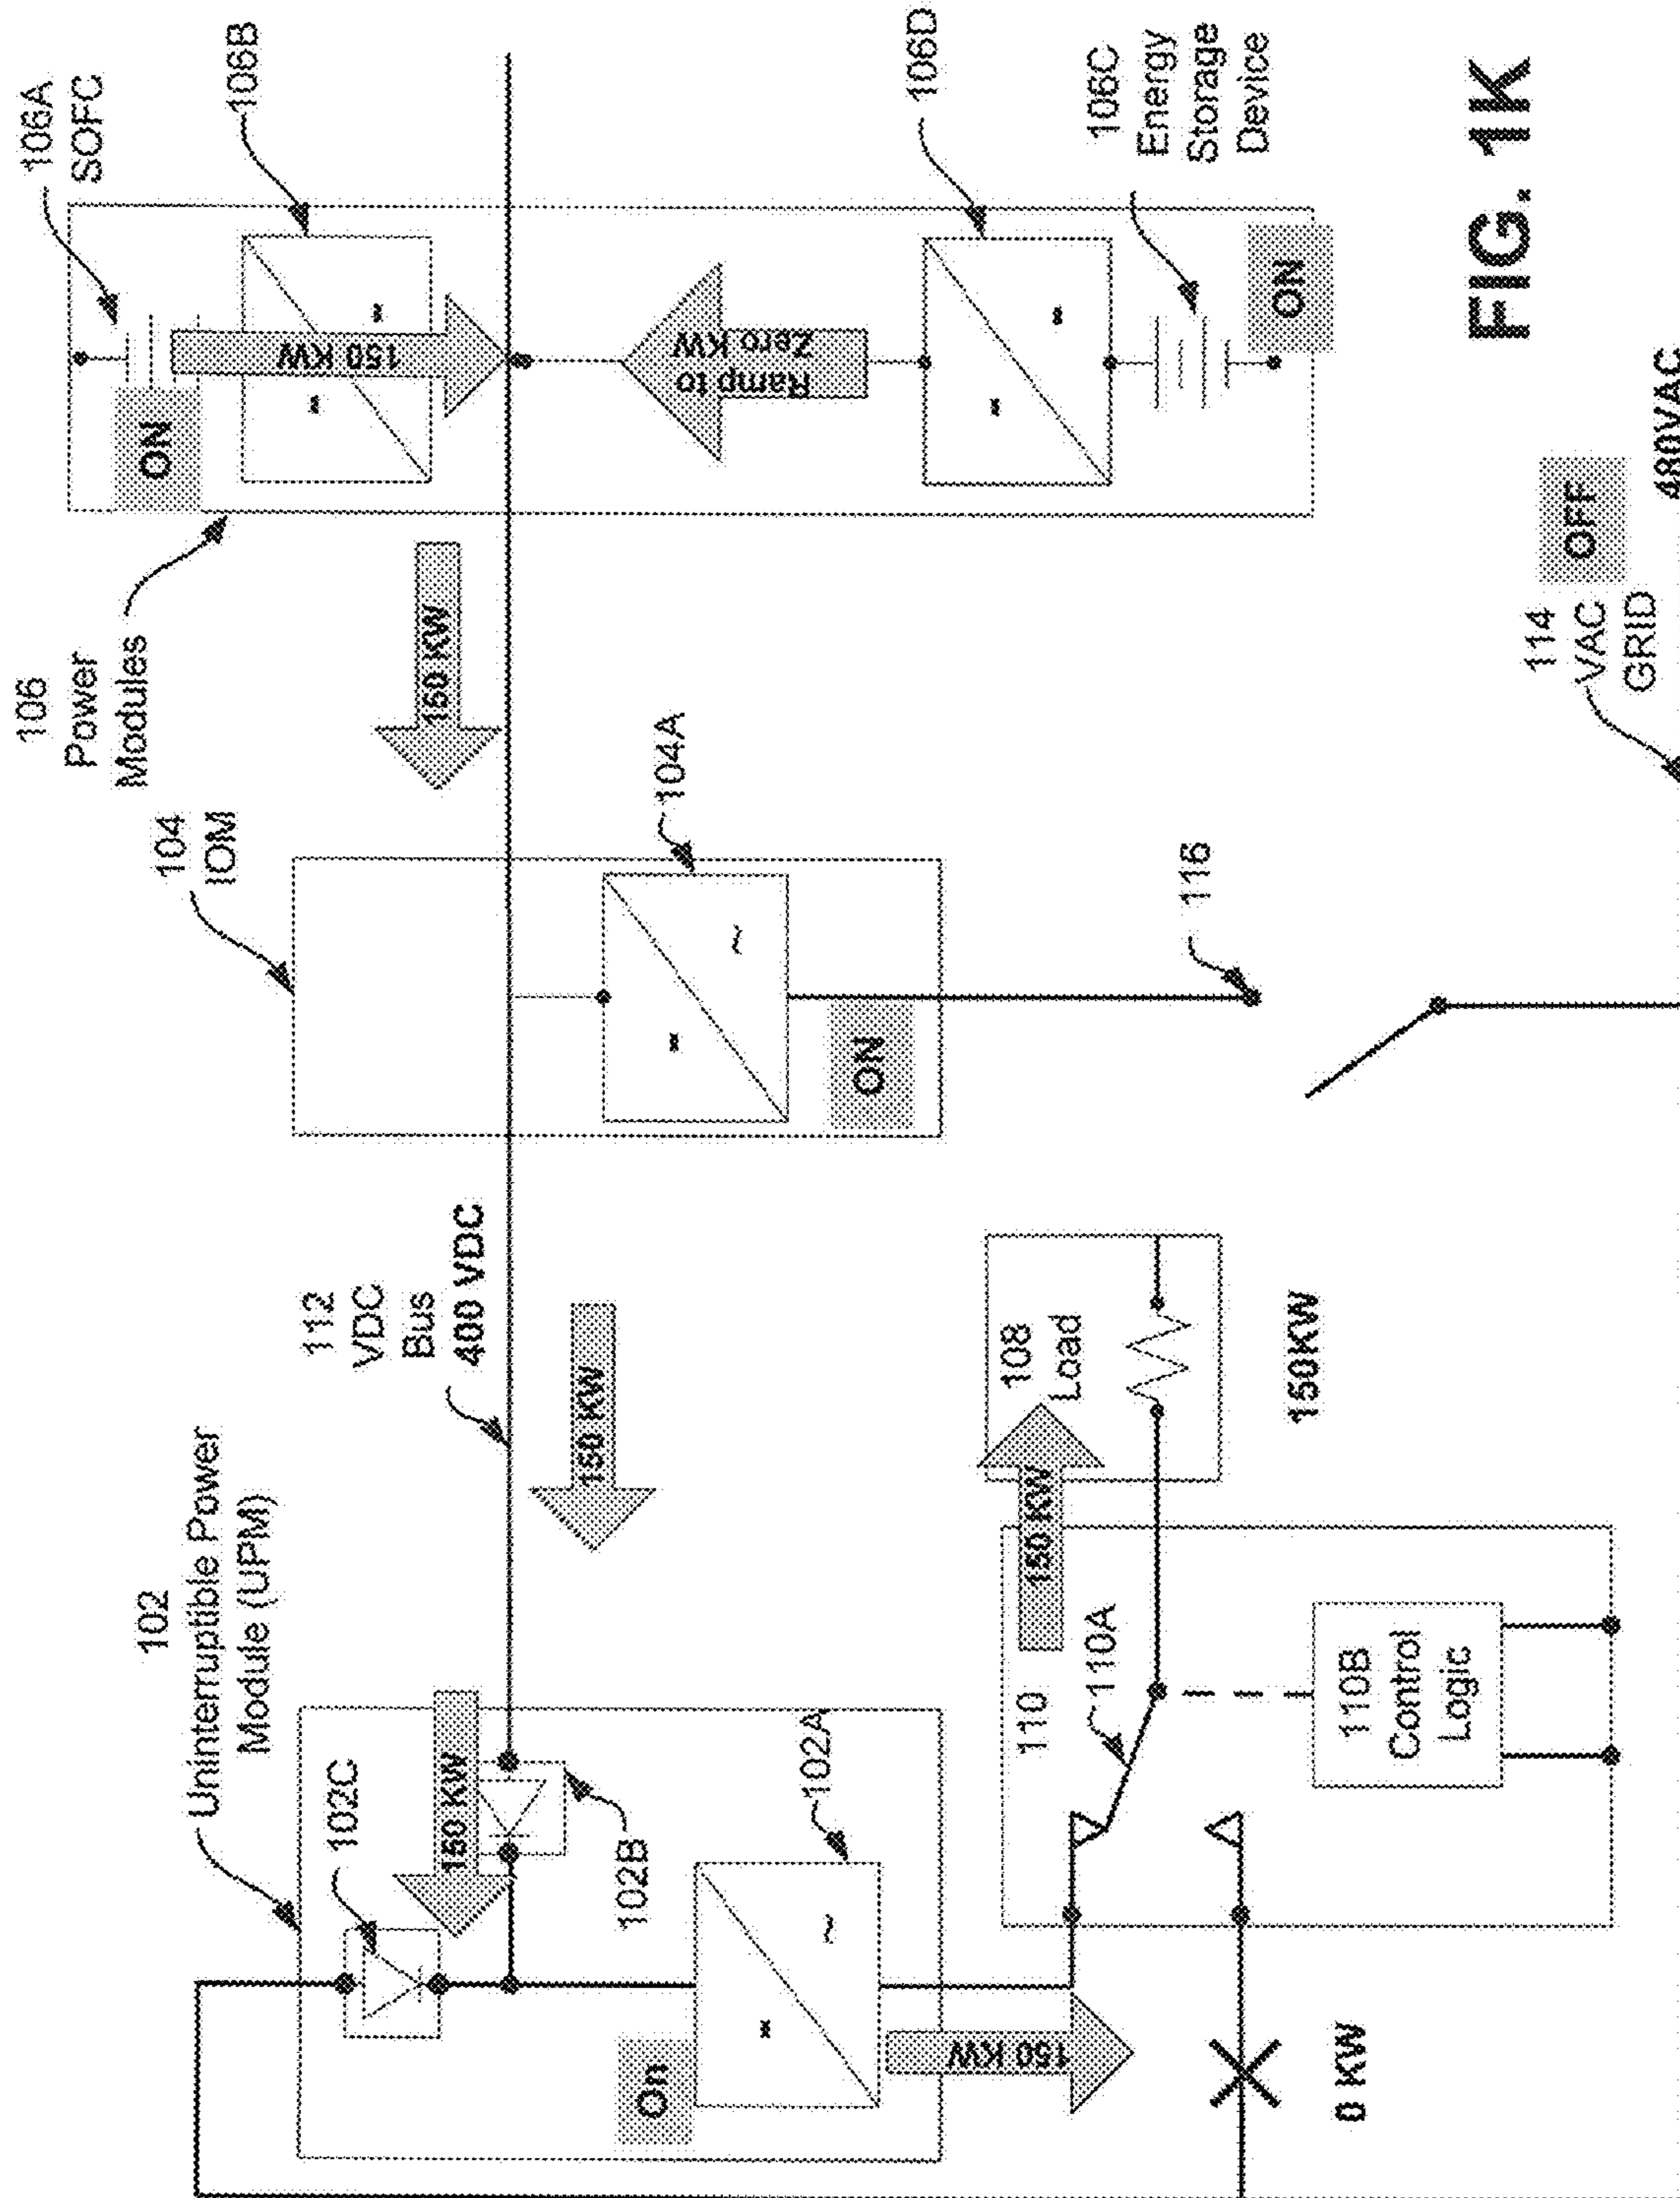 106A
SOFC
106B
ON
150 KW
106
Power
Modules
150 KW
Ramp to
Zero KW
106D
106C
Energy
Storage
Device
ON
104
IOM
104A
ON
116
112
VDC
Bus
400 VDC
150 KW
102
Uninterruptible Power
Module (UPM)
102C
150 KW
102B
102A
On
150 KW
108
Load
150KW
150 KW
110
110A
110B
Control
Logic
0 KW
114
VAC
GRID
OFF
480VAC
FIG. 1K